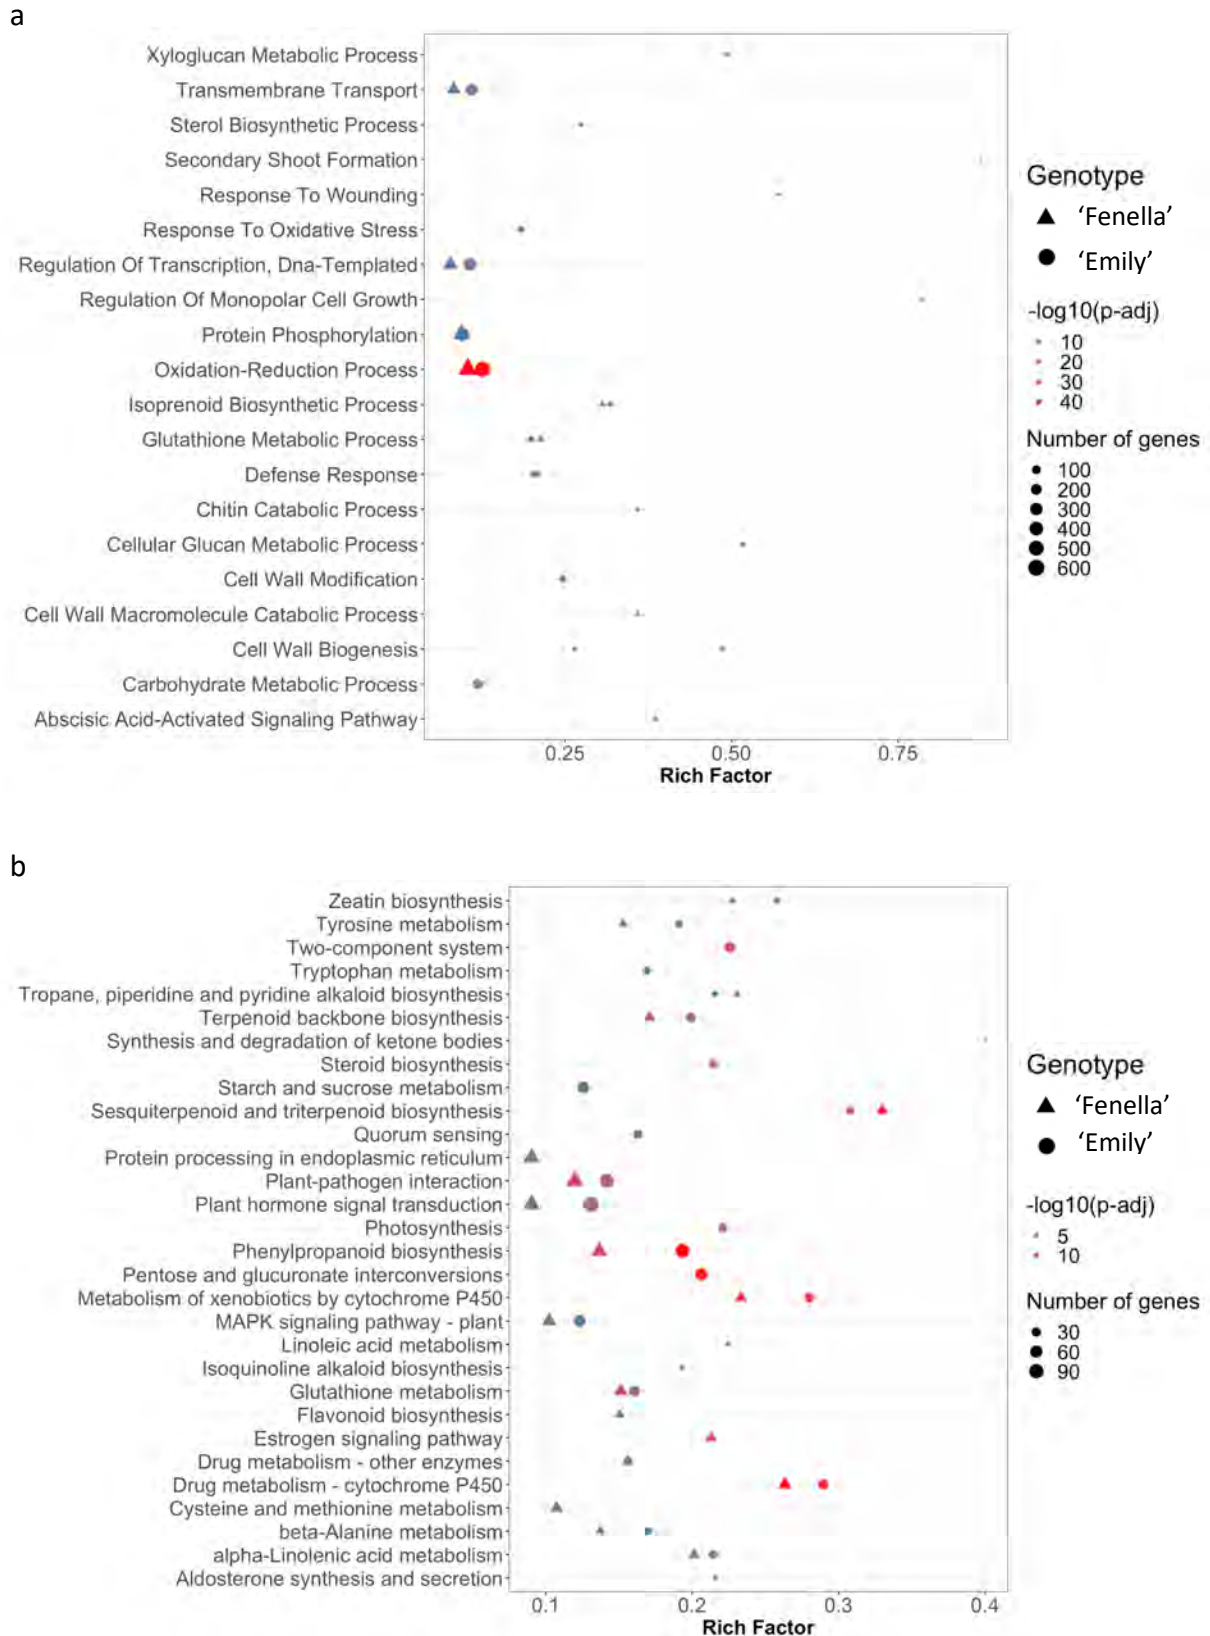 a
Xyloglucan Metabolic Process
Transmembrane Transport
Sterol Biosynthetic Process
Secondary Shoot Formation
Response To Wounding
Response To Oxidative Stress
Regulation Of Transcription, Dna-Templated
Regulation Of Monopolar Cell Growth
Protein Phosphorylation
Oxidation-Reduction Process
Isoprenoid Biosynthetic Process
Glutathione Metabolic Process
Defense Response
Chitin Catabolic Process
Cellular Glucan Metabolic Process
Cell Wall Modification
Cell Wall Macromolecule Catabolic Process
Cell Wall Biogenesis
Carbohydrate Metabolic Process
Abscisic Acid-Activated Signaling Pathway
0.25 0.50 0.75
Rich Factor
Genotype
‘Fenella’
‘Emily’
-log10(p-adj)
10
20
30
40
Number of genes
100
200
300
400
500
600
b
Zeatin biosynthesis
Tyrosine metabolism
Two-component system
Tryptophan metabolism
Tropane, piperidine and pyridine alkaloid biosynthesis
Terpenoid backbone biosynthesis
Synthesis and degradation of ketone bodies
Steroid biosynthesis
Starch and sucrose metabolism
Sesquiterpenoid and triterpenoid biosynthesis
Quorum sensing
Protein processing in endoplasmic reticulum
Plant-pathogen interaction
Plant hormone signal transduction
Photosynthesis
Phenylpropanoid biosynthesis
Pentose and glucuronate interconversions
Metabolism of xenobiotics by cytochrome P450
MAPK signaling pathway - plant
Linoleic acid metabolism
Isoquinoline alkaloid biosynthesis
Glutathione metabolism
Flavonoid biosynthesis
Estrogen signaling pathway
Drug metabolism - other enzymes
Drug metabolism - cytochrome P450
Cysteine and methionine metabolism
beta-Alanine metabolism
alpha-Linolenic acid metabolism
Aldosterone synthesis and secretion
0.1 0.2 0.3 0.4
Rich Factor
Genotype
‘Fenella’
‘Emily’
-log10(p-adj)
5
10
Number of genes
30
60
90